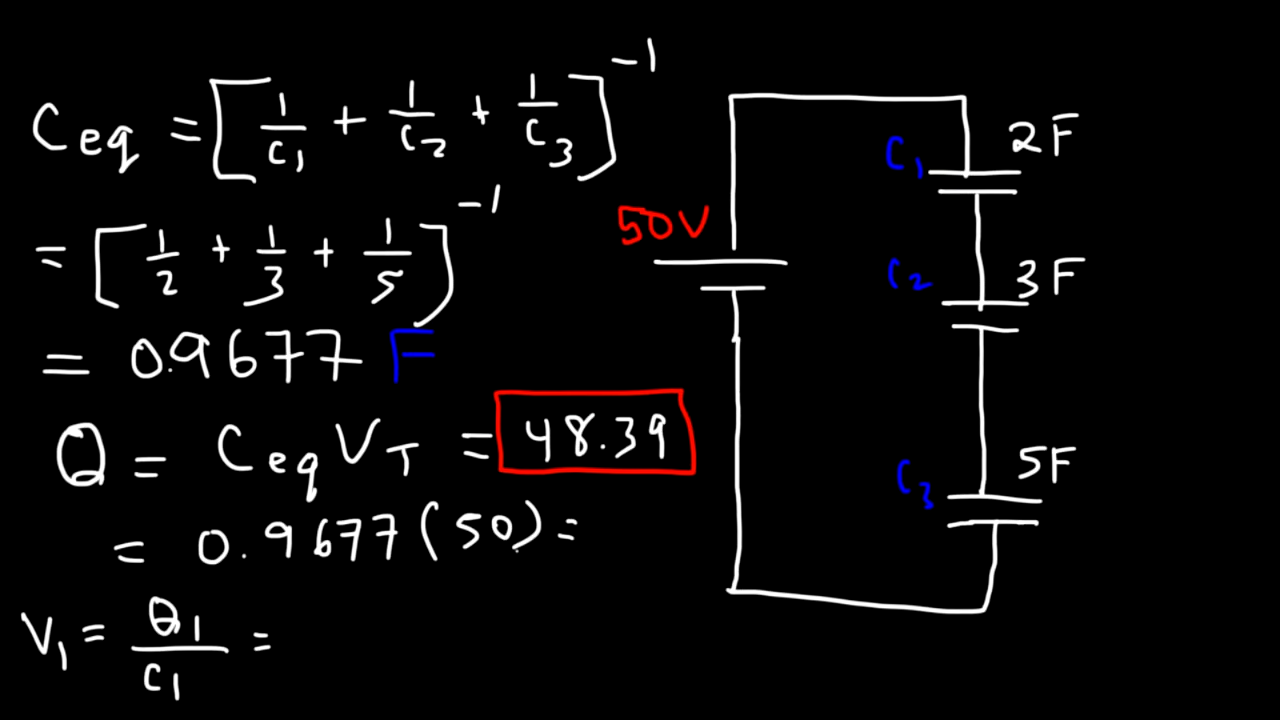 Ceq = [1/C1 + 1/C2 + 1/C3]^-1
= [1/2 + 1/3 + 1/5]^-1
= 0.9677 F
Q = Ceq VT = 48.39
= 0.9677(50) =
V1 = Q1/C1 =
50V
C1 2F
C2 3F
C3 5F